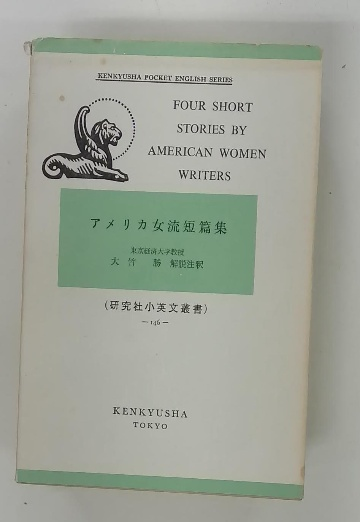 KENKYUSHA POCKET ENGLISH SERIES
FOUR SHORT
STORIES BY
AMERICAN WOMEN
WRITERS
アメリカ女流短篇集
東京経済大学教授
大竹 勝 解説注釈
(研究社小英文叢書)
— 146 —
KENKYUSHA
TOKYO